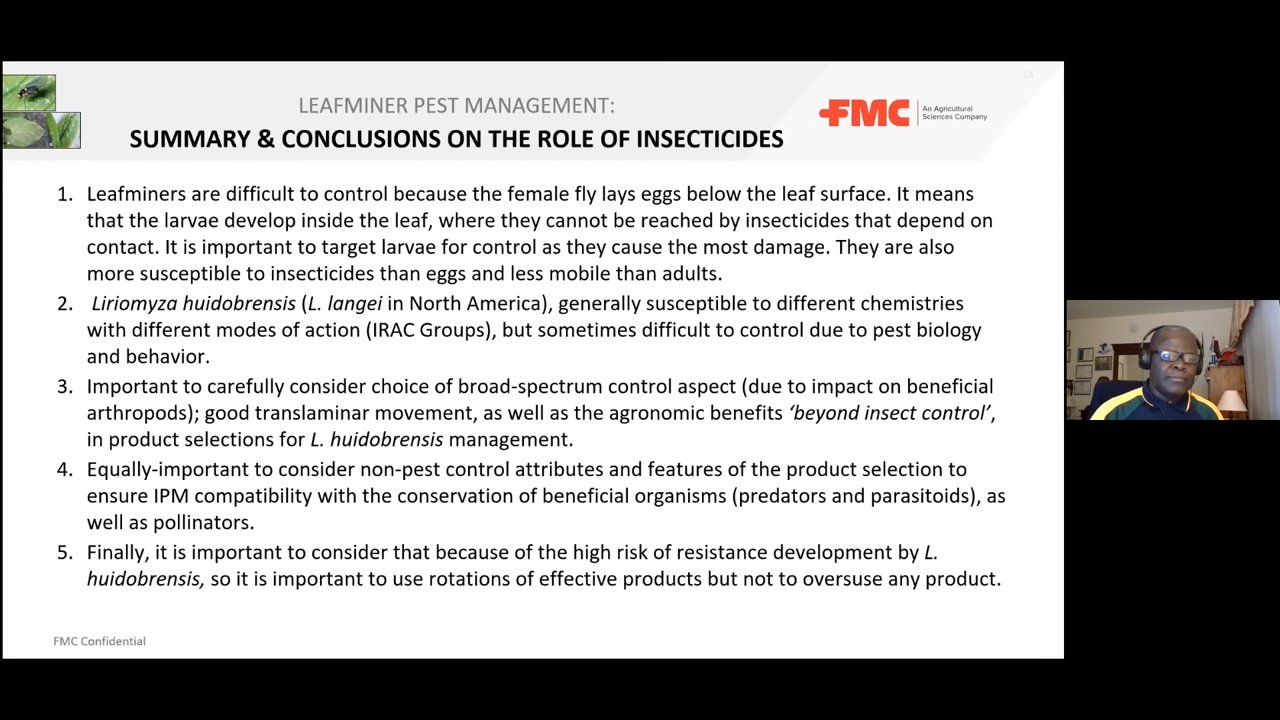 13
LEAFMINER PEST MANAGEMENT:
SUMMARY & CONCLUSIONS ON THE ROLE OF INSECTICIDES
FMC
An Agricultural
Sciences Company
1. Leafminers are difficult to control because the female fly lays eggs below the leaf surface. It means
that the larvae develop inside the leaf, where they cannot be reached by insecticides that depend on
contact. It is important to target larvae for control as they cause the most damage. They are also
more susceptible to insecticides than eggs and less mobile than adults.
2. Liriomyza huidobrensis (L. langei in North America), generally susceptible to different chemistries
with different modes of action (IRAC Groups), but sometimes difficult to control due to pest biology
and behavior.
3. Important to carefully consider choice of broad-spectrum control aspect (due to impact on beneficial
arthropods); good translaminar movement, as well as the agronomic benefits ‘beyond insect control’,
in product selections for L. huidobrensis management.
4. Equally-important to consider non-pest control attributes and features of the product selection to
ensure IPM compatibility with the conservation of beneficial organisms (predators and parasitoids), as
well as pollinators.
5. Finally, it is important to consider that because of the high risk of resistance development by L.
huidobrensis, so it is important to use rotations of effective products but not to oversuse any product.
FMC Confidential